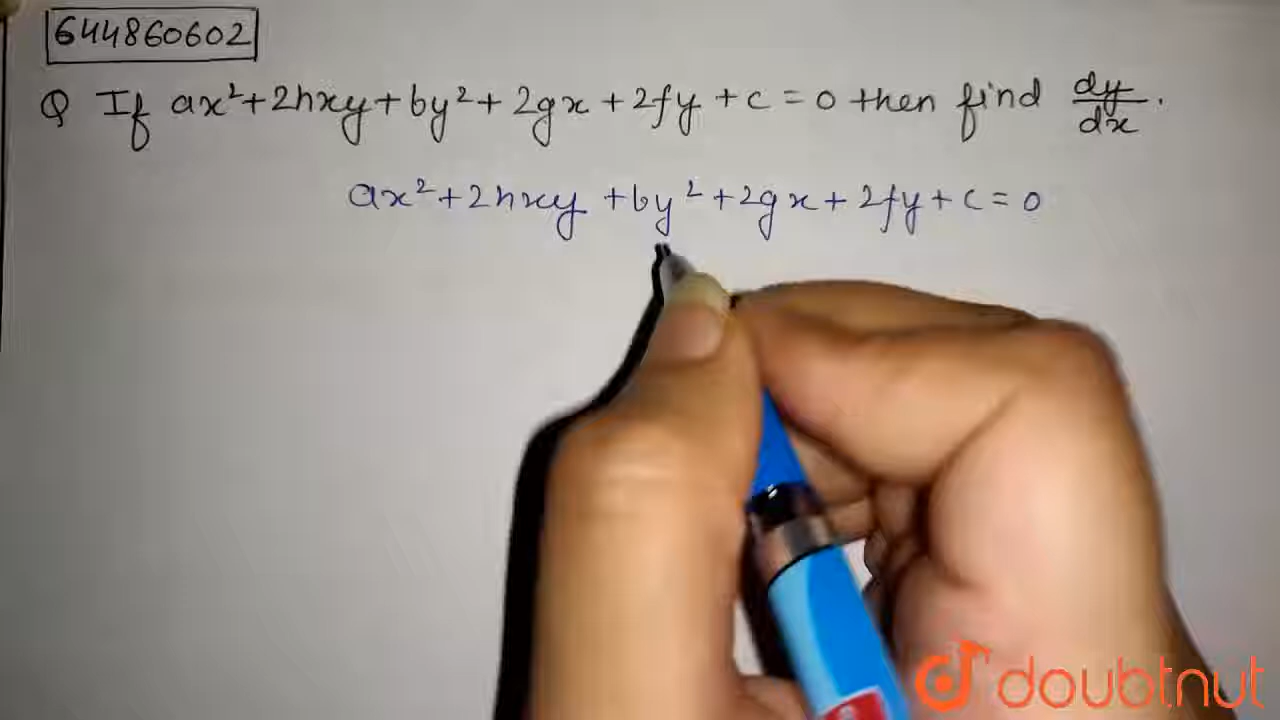 644860602
Q If ax²+2hxy+by²+2gx+2fy+c=0 then find dy/dx.
ax²+2hxy+by²+2gx+2fy+c=0
doubtnut